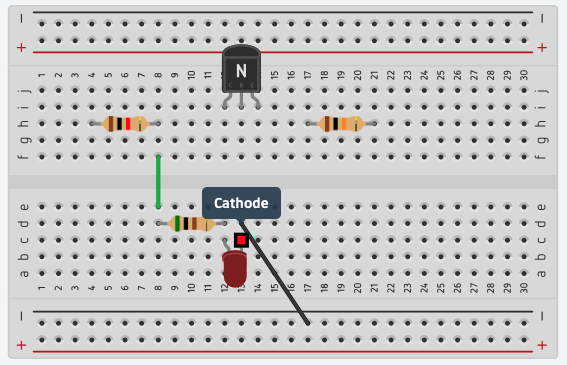 − −
+ +
N
1 2 3 4 5 6 7 8 9 10 11 15 16 17 18 19 20 21 22 23 24 25 26 27 28 29 30
j j
i i
h h
g g
f f
Cathode
e e
d d
c c
b b
a a
1 2 3 4 5 6 7 8 9 10 11 12 13 14 15 16 17 18 19 20 21 22 23 24 25 26 27 28 29 30
− −
+ +